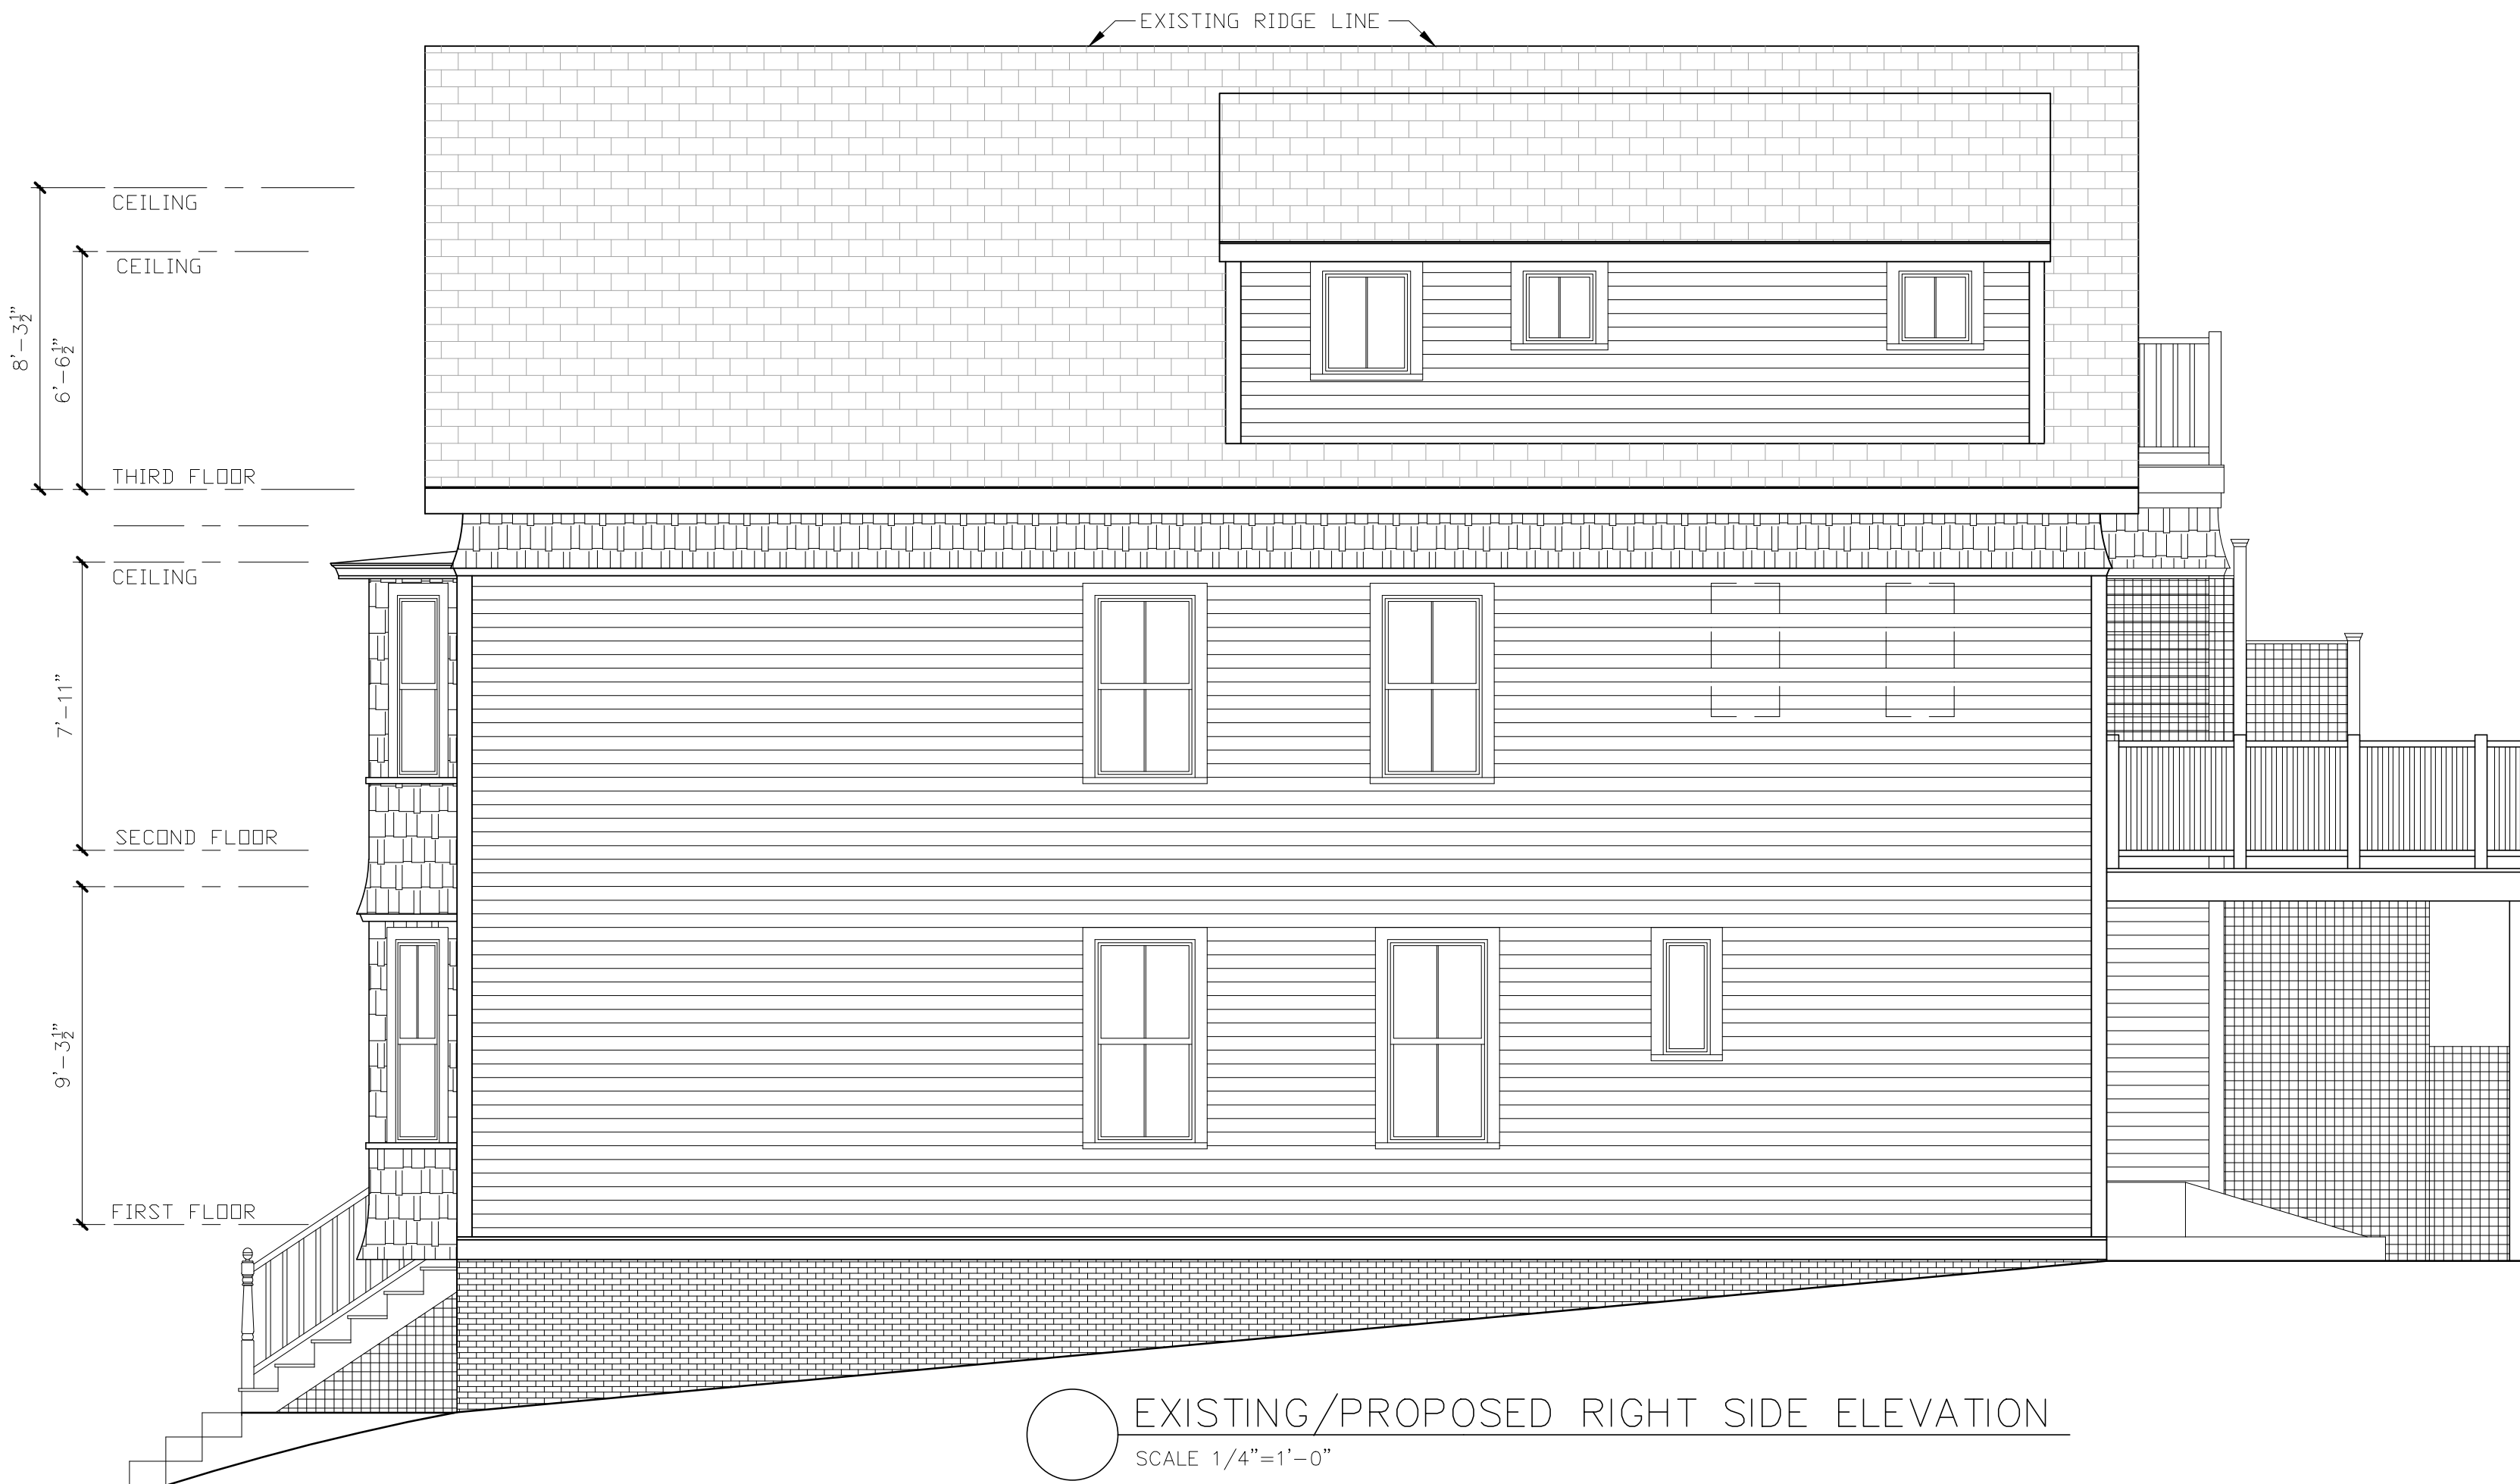 EXISTING RIDGE LINE
CEILING
CEILING
8'-3½"
6'-6½"
THIRD FLOOR
CEILING
7'-11"
SECOND FLOOR
9'-3½"
FIRST FLOOR
EXISTING/PROPOSED RIGHT SIDE ELEVATION
SCALE 1/4"=1'-0"